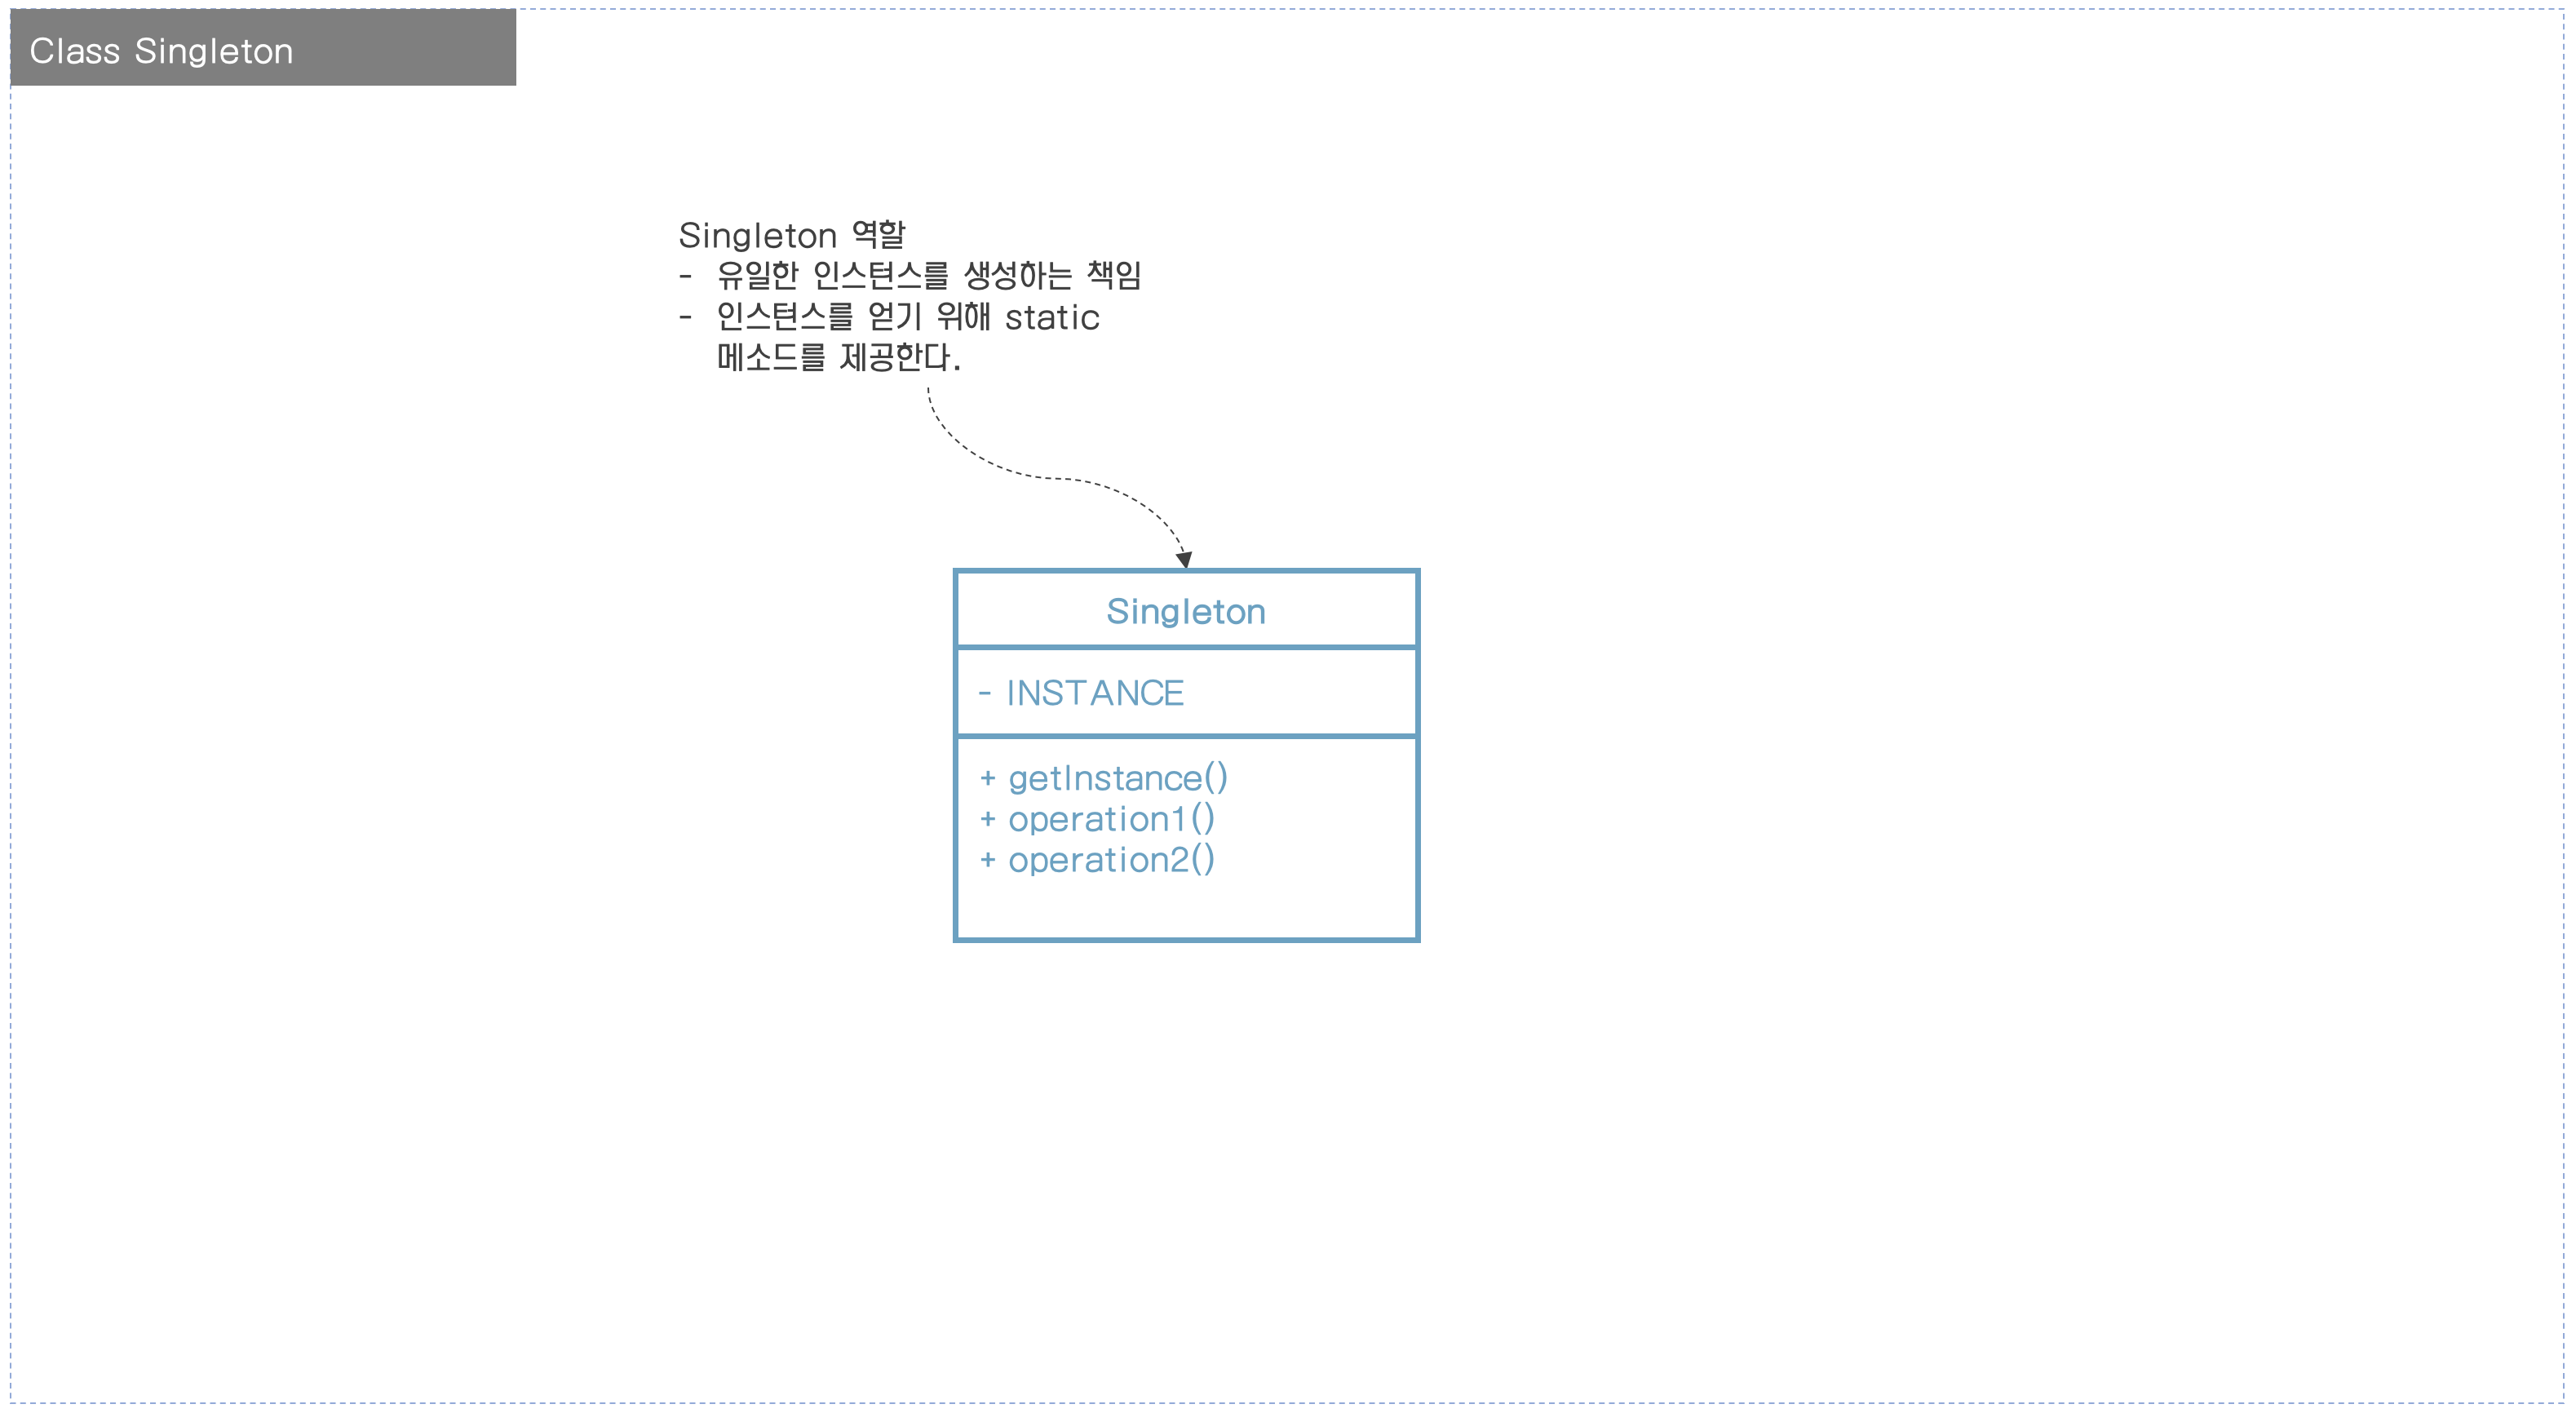 Class Singleton
Singleton 역할
- 유일한 인스턴스를 생성하는 책임
- 인스턴스를 얻기 위해 static
메소드를 제공한다.
Singleton
- INSTANCE
+ getInstance()
+ operation1()
+ operation2()